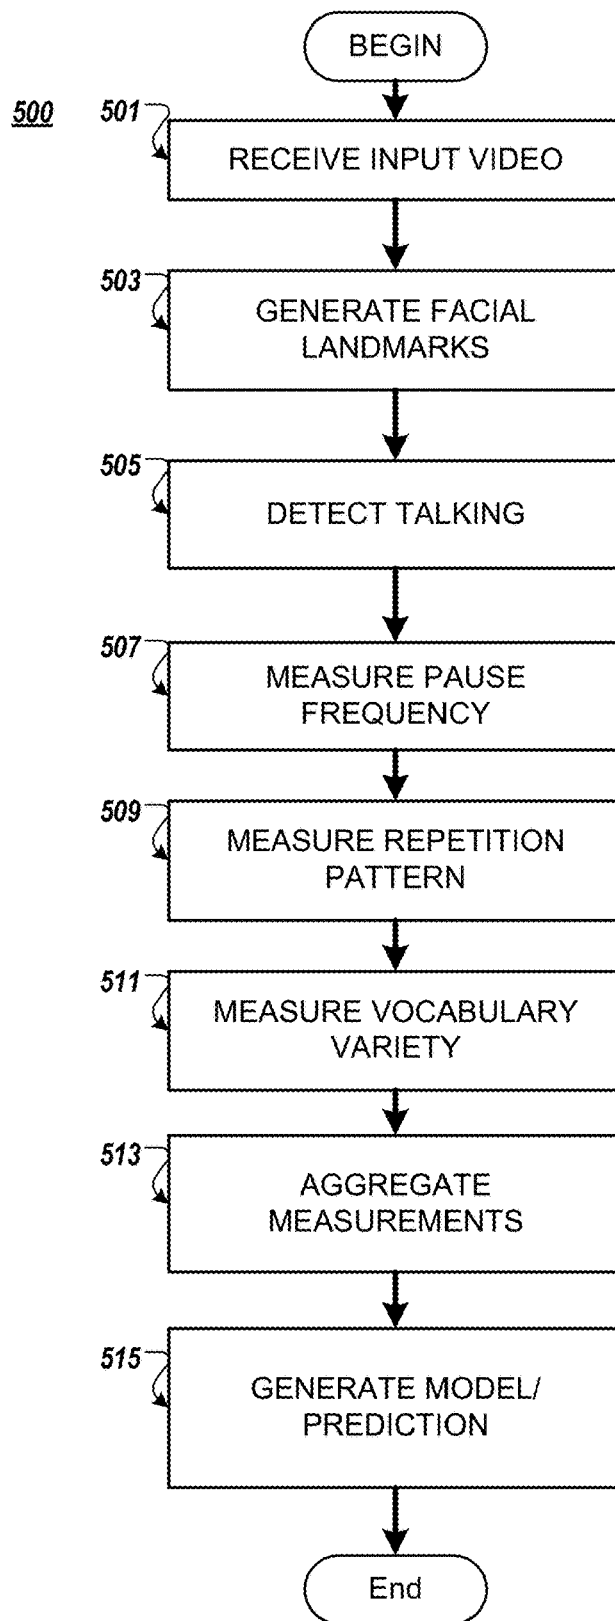 BEGIN
500
501
RECEIVE INPUT VIDEO
503
GENERATE FACIAL
LANDMARKS
505
DETECT TALKING
507
MEASURE PAUSE
FREQUENCY
509
MEASURE REPETITION
PATTERN
511
MEASURE VOCABULARY
VARIETY
513
AGGREGATE
MEASUREMENTS
515
GENERATE MODEL/
PREDICTION
End